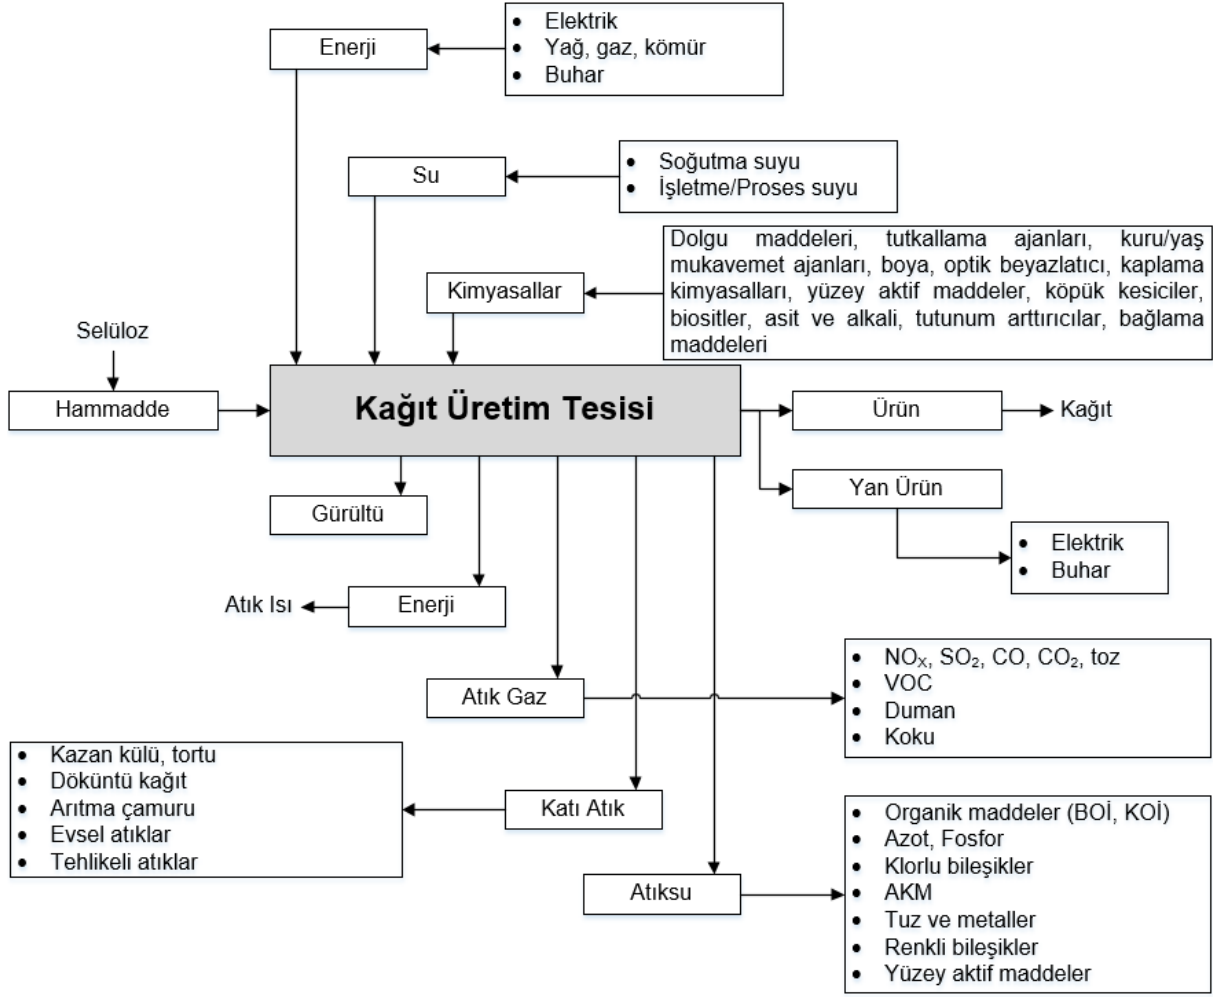 Enerji
• Elektrik
• Yağ, gaz, kömür
• Buhar
Su
• Soğutma suyu
• İşletme/Proses suyu
Kimyasallar
Dolgu maddeleri, tutkallama ajanları, kuru/yaş
mukavemet ajanları, boya, optik beyazlatıcı, kaplama
kimyasalları, yüzey aktif maddeler, köpük kesiciler,
biositler, asit ve alkali, tutunum arttırıcılar, bağlama
maddeleri
Selüloz
Hammadde
Kağıt Üretim Tesisi
Ürün
Kağıt
Yan Ürün
• Elektrik
• Buhar
Gürültü
Atık Isı
Enerji
Atık Gaz
• NOₓ, SO₂, CO, CO₂, toz
• VOC
• Duman
• Koku
• Kazan külü, tortu
• Döküntü kağıt
• Arıtma çamuru
• Evsel atıklar
• Tehlikeli atıklar
Katı Atık
Atıksu
• Organik maddeler (BOİ, KOİ)
• Azot, Fosfor
• Klorlu bileşikler
• AKM
• Tuz ve metaller
• Renkli bileşikler
• Yüzey aktif maddeler